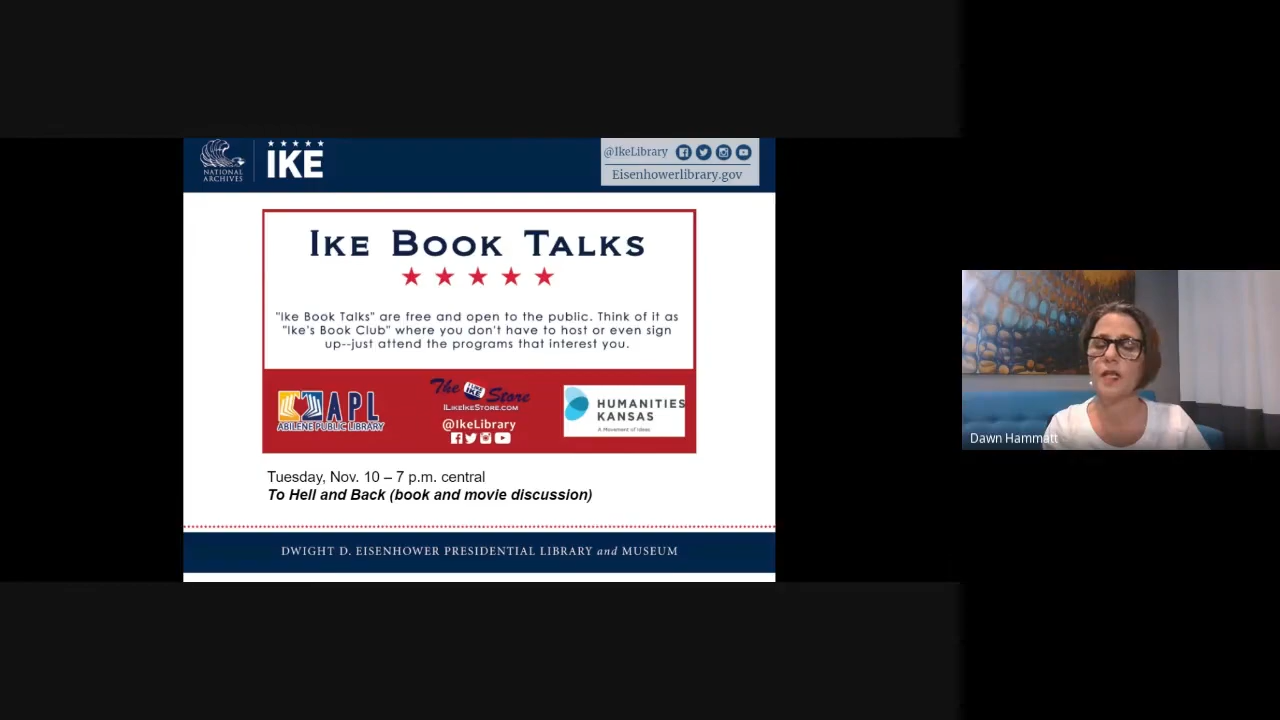 NATIONAL
ARCHIVES
IKE
@IkeLibrary
Eisenhowerlibrary.gov
IKE BOOK TALKS
"Ike Book Talks" are free and open to the public. Think of it as
"Ike's Book Club" where you don't have to host or even sign
up--just attend the programs that interest you.
APL
ABILENE PUBLIC LIBRARY
The I LIKE IKE Store
ILIKEIKESTORE.COM
@IkeLibrary
HUMANITIES
KANSAS
A Movement of Ideas
Tuesday, Nov. 10 – 7 p.m. central
To Hell and Back (book and movie discussion)
DWIGHT D. EISENHOWER PRESIDENTIAL LIBRARY and MUSEUM
Dawn Hammatt